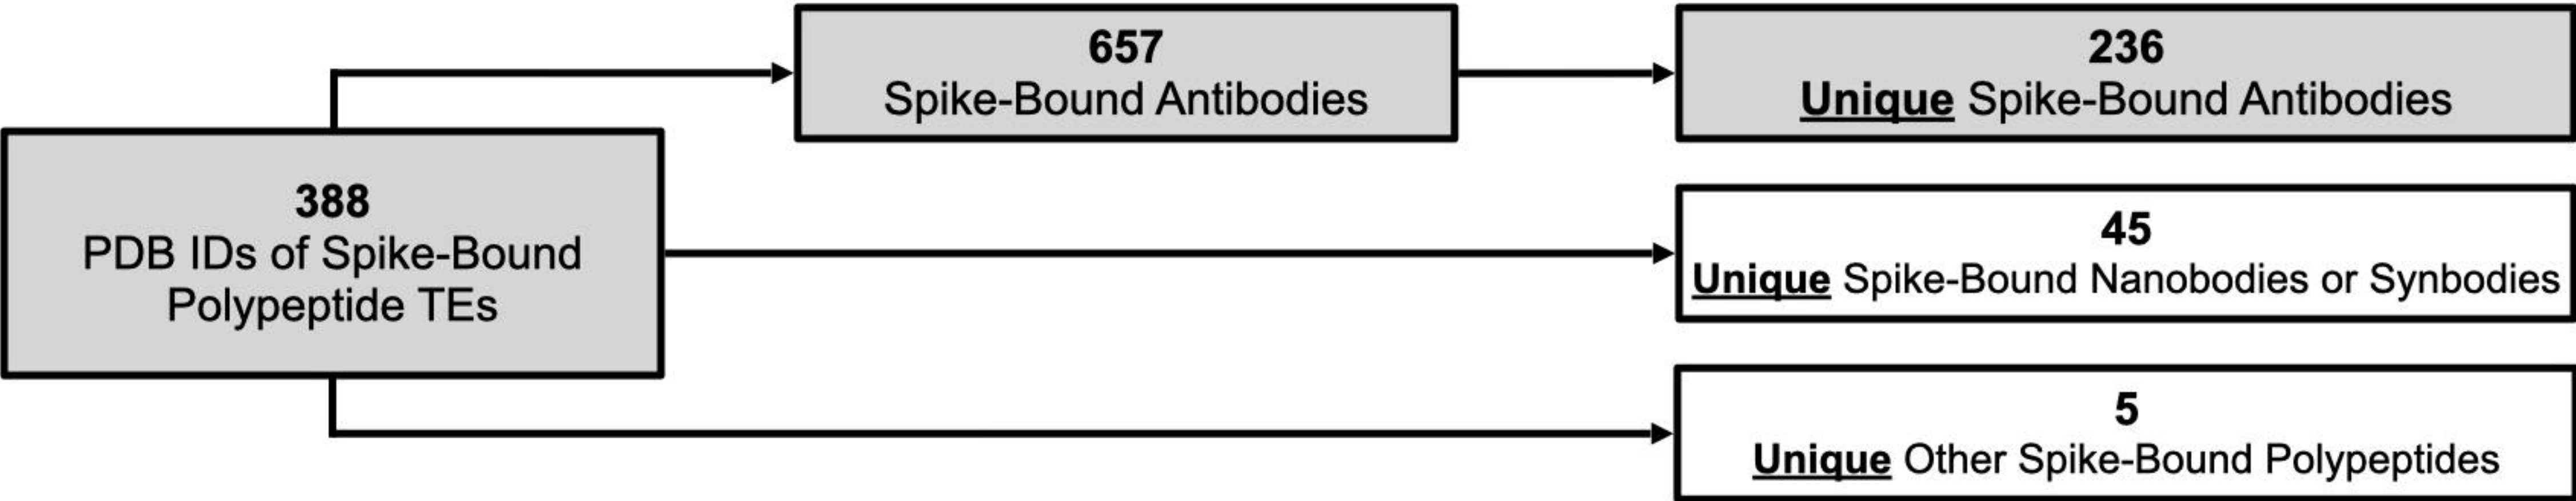 657
Spike-Bound Antibodies
236
Unique Spike-Bound Antibodies
388
PDB IDs of Spike-Bound
Polypeptide TEs
45
Unique Spike-Bound Nanobodies or Synbodies
5
Unique Other Spike-Bound Polypeptides